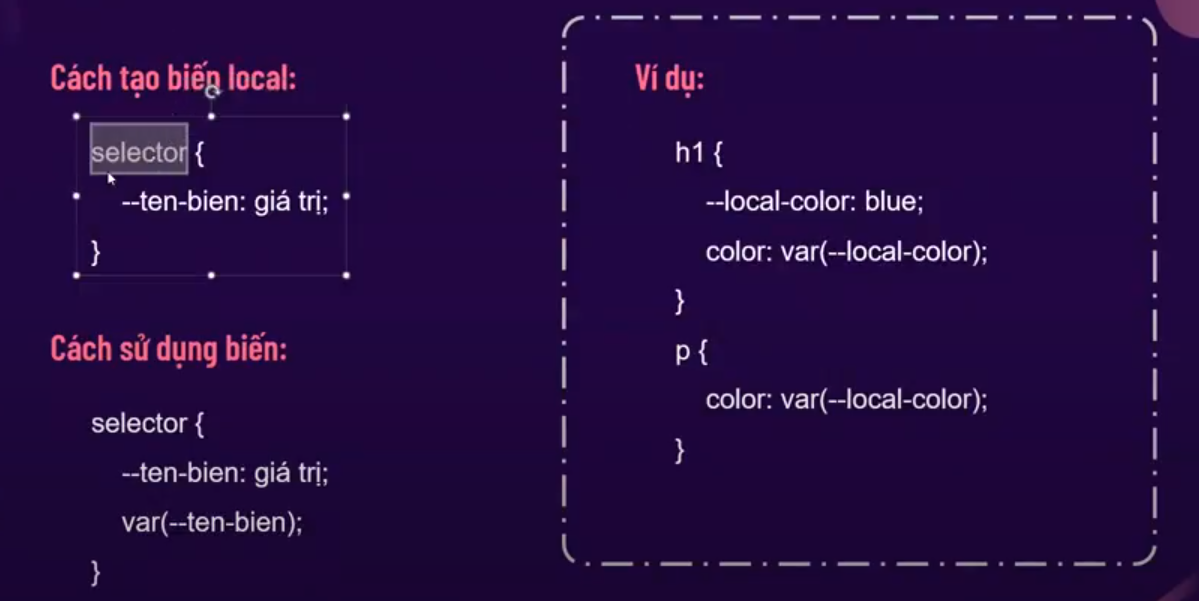 Cách tạo biến local:
selector {
--ten-bien: giá trị;
}
Cách sử dụng biến:
selector {
--ten-bien: giá trị;
var(--ten-bien);
}
Ví dụ:
h1 {
--local-color: blue;
color: var(--local-color);
}
p {
color: var(--local-color);
}